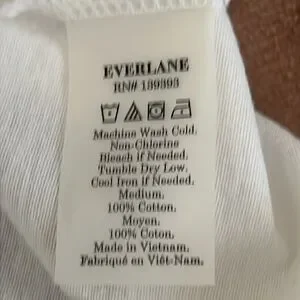 EVERLANE
RN# 139393
Machine Wash Cold.
Non-Chlorine
Bleach if Needed.
Tumble Dry Low.
Cool Iron if Needed.
Medium.
100% Cotton.
Moyen.
100% Coton.
Made in Vietnam.
Fabriqué en Viêt-Nam.